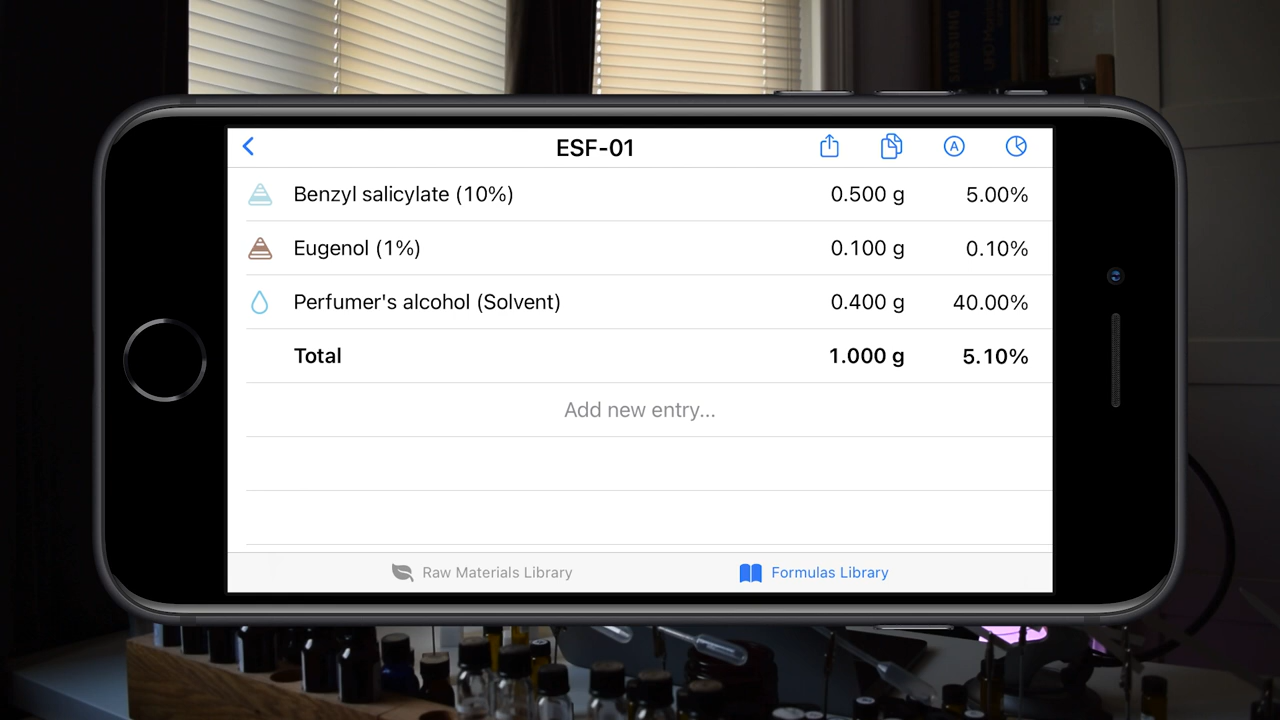 SAMSUNG
ESF-01
A
Benzyl salicylate (10%) 0.500 g 5.00%
Eugenol (1%) 0.100 g 0.10%
Perfumer's alcohol (Solvent) 0.400 g 40.00%
Total 1.000 g 5.10%
Add new entry...
Raw Materials Library Formulas Library